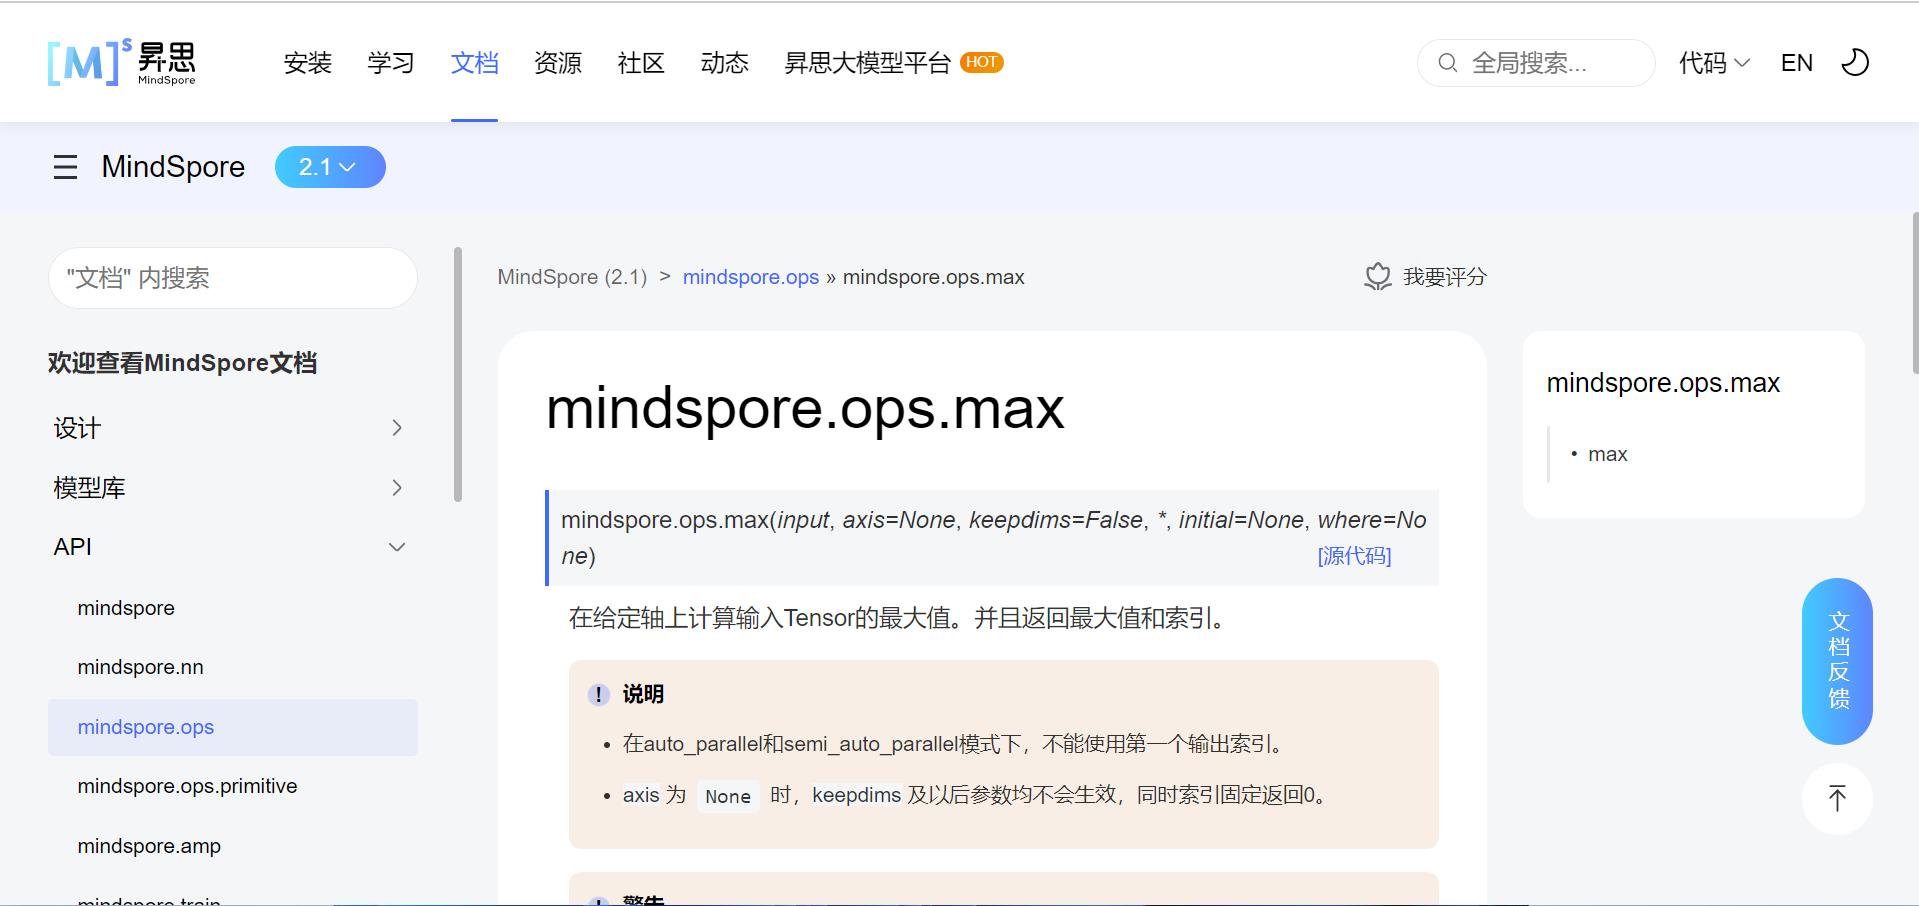 [M]s 昇思 MindSpore
安装 学习 文档 资源 社区 动态 昇思大模型平台 HOT
全局搜索... 代码 EN
MindSpore 2.1
"文档" 内搜索
MindSpore (2.1) > mindspore.ops » mindspore.ops.max
我要评分
欢迎查看MindSpore文档
设计
模型库
API
mindspore
mindspore.nn
mindspore.ops
mindspore.ops.primitive
mindspore.amp
mindspore.train
mindspore.ops.max
mindspore.ops.max(input, axis=None, keepdims=False, *, initial=None, where=No
ne) [源代码]
在给定轴上计算输入Tensor的最大值。并且返回最大值和索引。
! 说明
• 在auto_parallel和semi_auto_parallel模式下，不能使用第一个输出索引。
• axis 为 None 时，keepdims 及以后参数均不会生效，同时索引固定返回0。
! 警告
mindspore.ops.max
• max
文档反馈